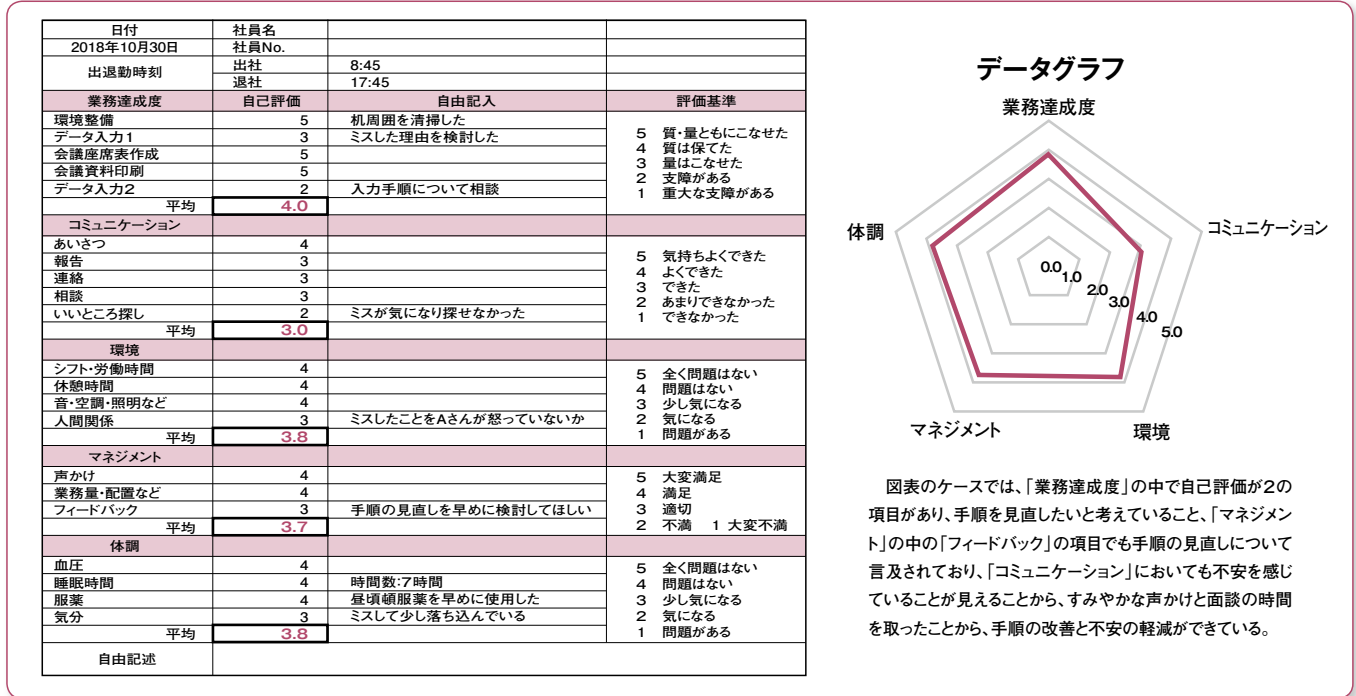 日付 社員名
2018年10月30日 社員No.
出退勤時刻 出社 8:45
退社 17:45
業務達成度 自己評価 自由記入 評価基準
環境整備 5 机周囲を清掃した
データ入力1 3 ミスした理由を検討した
会議座席表作成 5
会議資料印刷 5
データ入力2 2 入力手順について相談
平均 4.0
5 質・量ともにこなせた
4 質は保てた
3 量はこなせた
2 支障がある
1 重大な支障がある
コミュニケーション
あいさつ 4
報告 3
連絡 3
相談 3
いいところ探し 2 ミスが気になり探せなかった
平均 3.0
5 気持ちよくできた
4 よくできた
3 できた
2 あまりできなかった
1 できなかった
環境
シフト・労働時間 4
休憩時間 4
音・空調・照明など 4
人間関係 3 ミスしたことをAさんが怒っていないか
平均 3.8
5 全く問題はない
4 問題はない
3 少し気になる
2 気になる
1 問題がある
マネジメント
声かけ 4
業務量・配置など 4
フィードバック 3 手順の見直しを早めに検討してほしい
平均 3.7
5 大変満足
4 満足
3 適切
2 不満 1 大変不満
体調
血圧 4
睡眠時間 4 時間数:7時間
服薬 4 昼頃頓服薬を早めに使用した
気分 3 ミスして少し落ち込んでいる
平均 3.8
5 全く問題はない
4 問題はない
3 少し気になる
2 気になる
1 問題がある
自由記述
データグラフ
業務達成度
体調
コミュニケーション
0.0
1.0
2.0
3.0
4.0
5.0
マネジメント
環境
図表のケースでは、「業務達成度」の中で自己評価が2の
項目があり、手順を見直したいと考えていること、「マネジメン
ト」の中の「フィードバック」の項目でも手順の見直しについて
言及されており、「コミュニケーション」においても不安を感じ
ていることが見えることから、すみやかな声かけと面談の時間
を取ったことから、手順の改善と不安の軽減ができている。